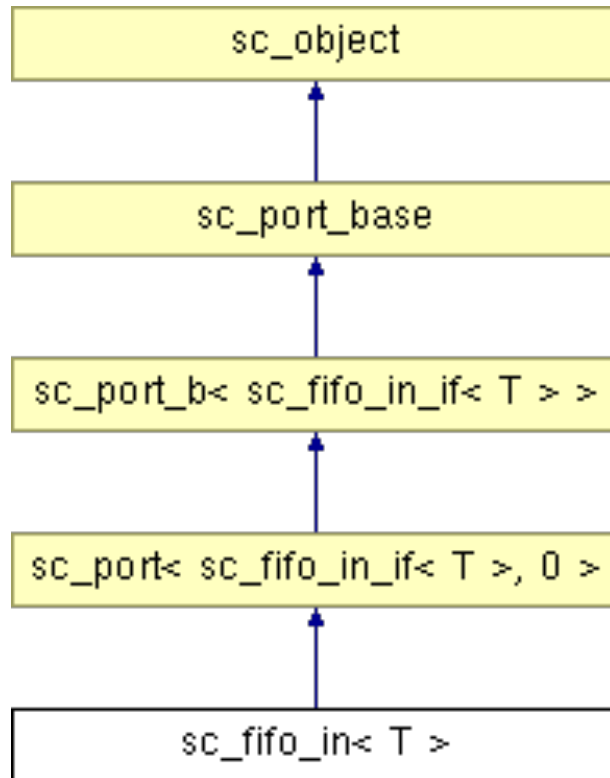 sc_object
sc_port_base
sc_port_b< sc_fifo_in_if< T > >
sc_port< sc_fifo_in_if< T >, 0 >
sc_fifo_in< T >